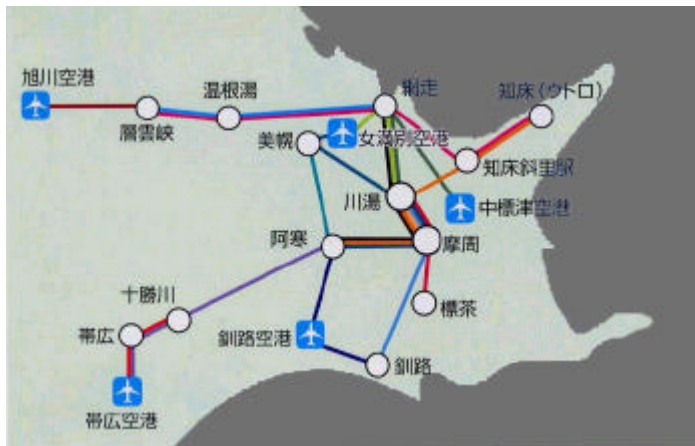 旭川空港
層雲峡
温根湯
網走
知床(ウトロ)
美幌
女満別空港
知床斜里駅
川湯
中標津空港
阿寒
摩周
十勝川
標茶
帯広
釧路空港
釧路
帯広空港